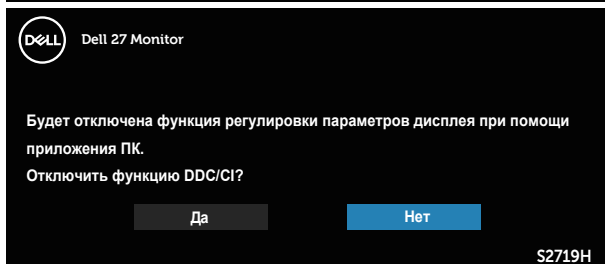 DELL
Dell 27 Monitor
Будет отключена функция регулировки параметров дисплея при помощи
приложения ПК.
Отключить функцию DDC/CI?
Да Нет
S2719H